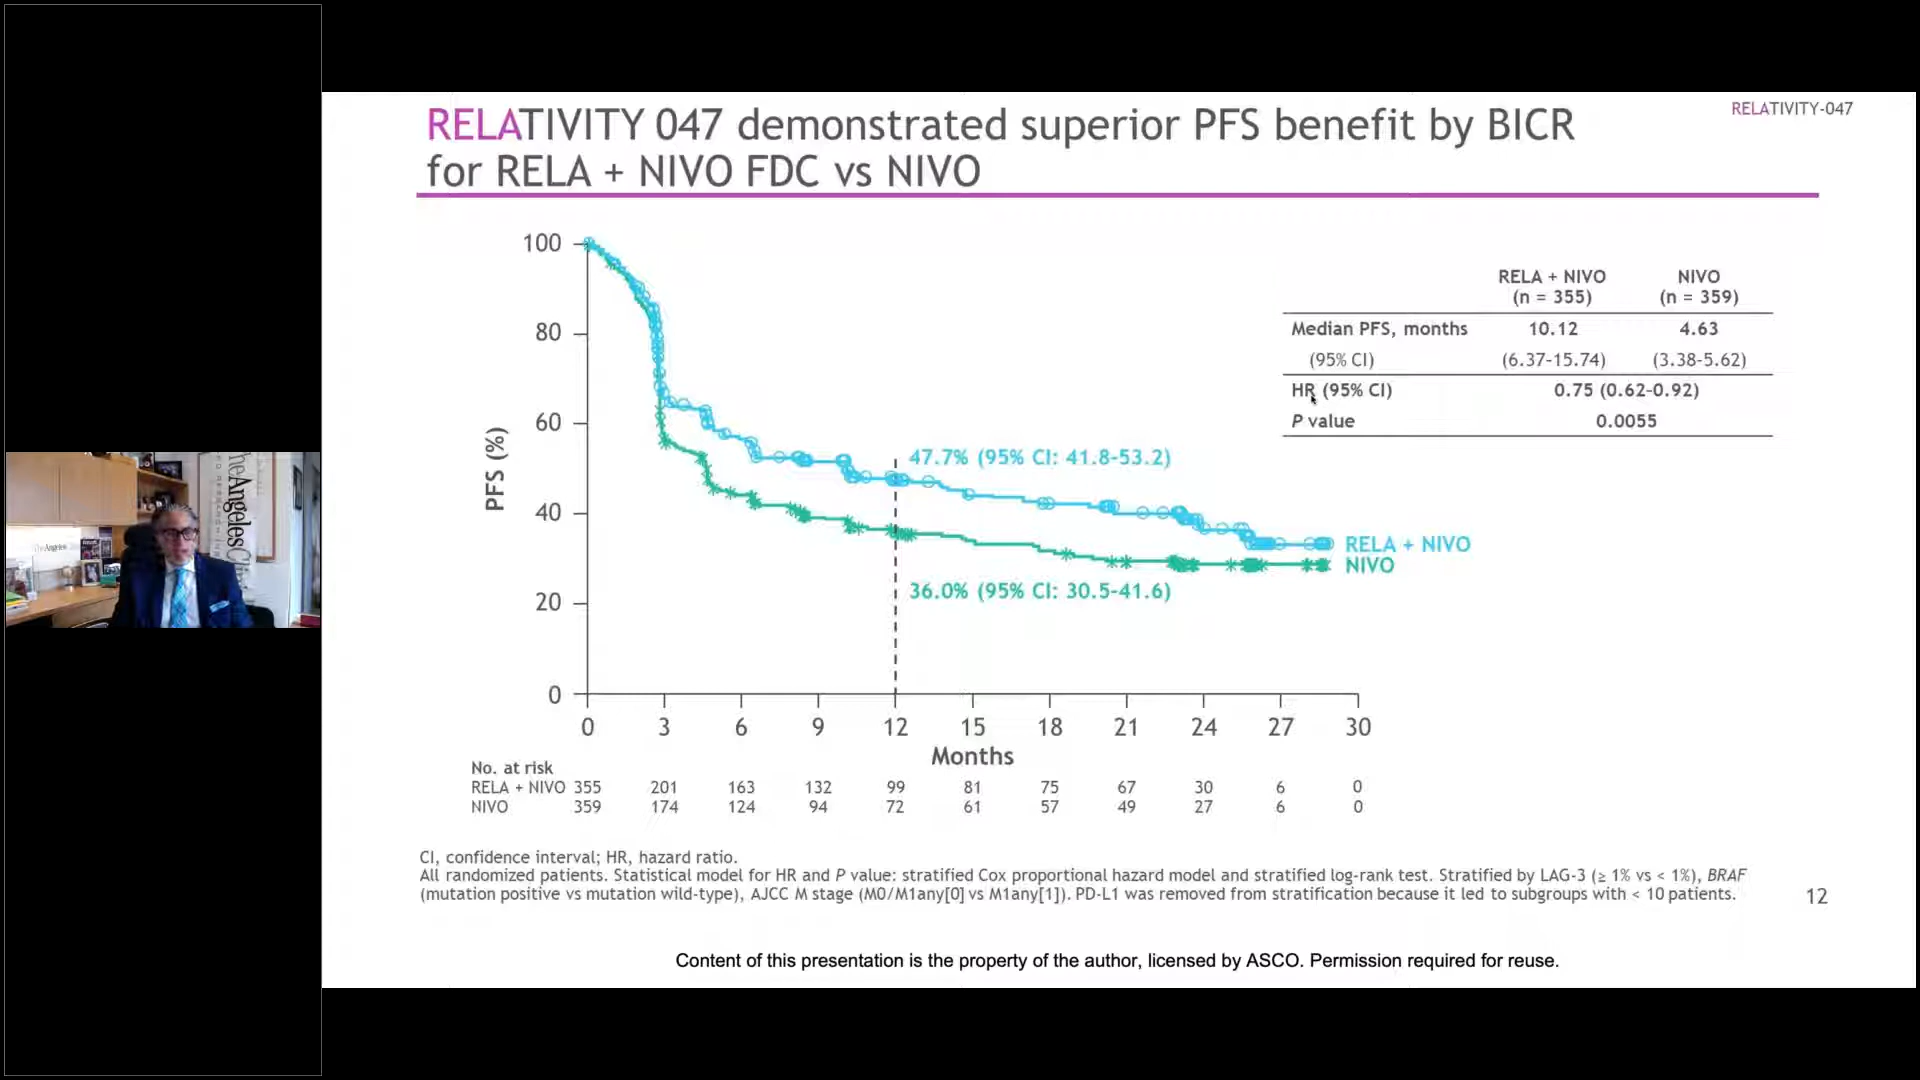 RELATIVITY 047 demonstrated superior PFS benefit by BICR
for RELA + NIVO FDC vs NIVO
RELATIVITY-047
100
80
60
40
20
0
PFS (%)
47.7% (95% CI: 41.8-53.2)
36.0% (95% CI: 30.5-41.6)
RELA + NIVO
NIVO
RELA + NIVO NIVO
(n = 355) (n = 359)
Median PFS, months 10.12 4.63
(95% CI) (6.37-15.74) (3.38-5.62)
HR (95% CI) 0.75 (0.62-0.92)
P value 0.0055
0 3 6 9 12 15 18 21 24 27 30
Months
No. at risk
RELA + NIVO 355 201 163 132 99 81 75 67 30 6 0
NIVO 359 174 124 94 72 61 57 49 27 6 0
CI, confidence interval; HR, hazard ratio.
All randomized patients. Statistical model for HR and P value: stratified Cox proportional hazard model and stratified log-rank test. Stratified by LAG-3 (≥ 1% vs < 1%), BRAF
(mutation positive vs mutation wild-type), AJCC M stage (M0/M1any[0] vs M1any[1]). PD-L1 was removed from stratification because it led to subgroups with < 10 patients.
12
Content of this presentation is the property of the author, licensed by ASCO. Permission required for reuse.